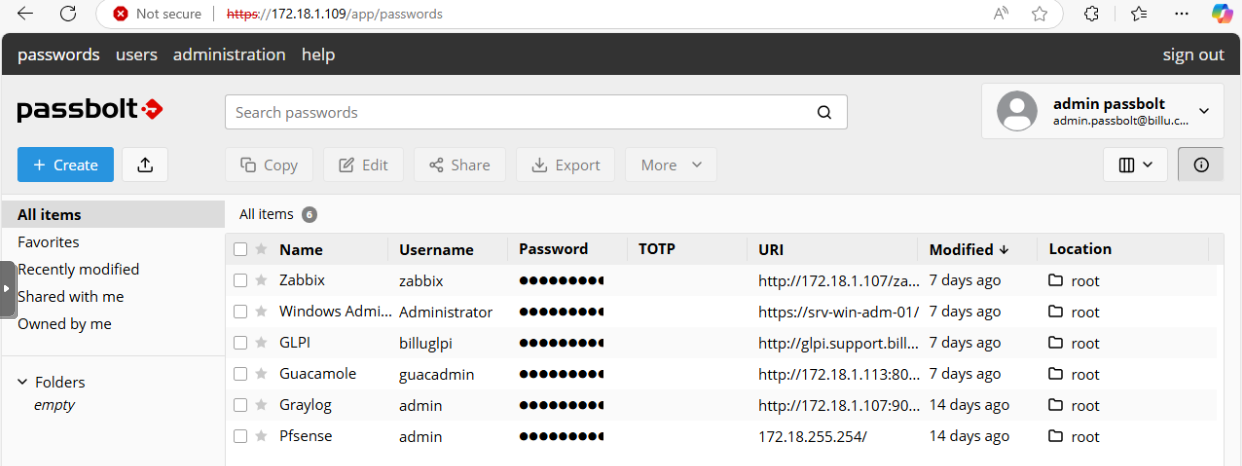 Not secure https://172.18.1.109/app/passwords
passwords users administration help sign out
passbolt Search passwords admin passbolt
admin.passbolt@billu.c...
+ Create Copy Edit Share Export More
All items All items 6
Favorites
Recently modified
Shared with me
Owned by me
Folders
empty
Name Username Password TOTP URI Modified Location
Zabbix zabbix http://172.18.1.107/za... 7 days ago root
Windows Admi... Administrator https://srv-win-adm-01/ 7 days ago root
GLPI billuglpi http://glpi.support.bill... 7 days ago root
Guacamole guacadmin http://172.18.1.113:80... 7 days ago root
Graylog admin http://172.18.1.107:90... 14 days ago root
Pfsense admin 172.18.255.254/ 14 days ago root